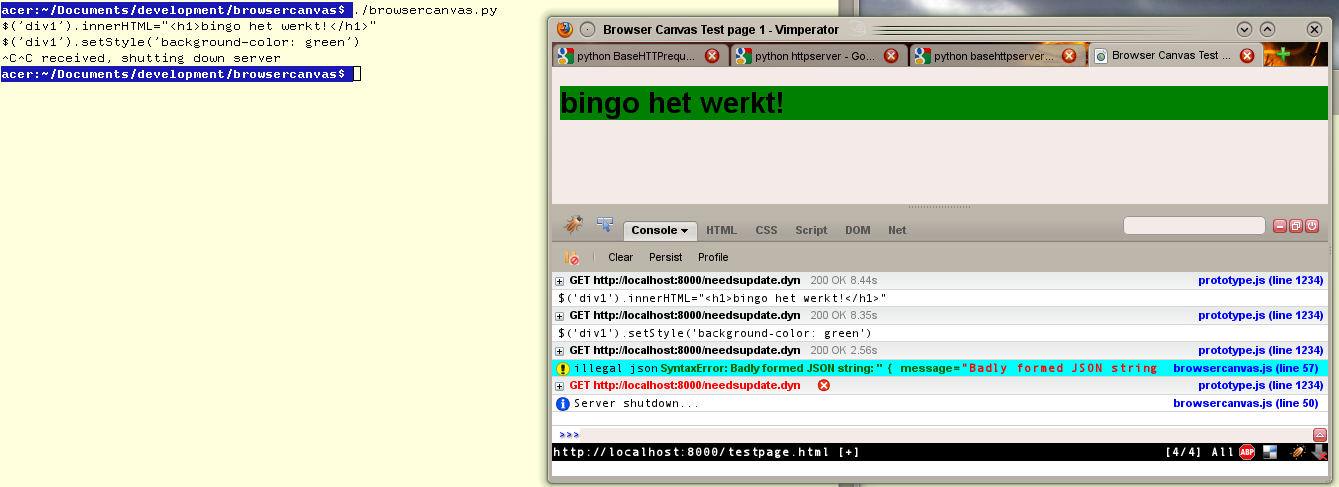 acer:~/Documents/development/browsercanvas$ ./browsercanvas.py
$('div1').innerHTML="<h1>bingo het werkt!</h1>"
$('div1').setStyle('background-color: green')
^C^C received, shutting down server
acer:~/Documents/development/browsercanvas$
Browser Canvas Test page 1 - Vimperator
python BaseHTTPrequ... python httpserver - Go... python basehttpserver... Browser Canvas Test ...
bingo het werkt!
Console HTML CSS Script DOM Net
Clear Persist Profile
GET http://localhost:8000/needsupdate.dyn 200 OK 8.44s prototype.js (line 1234)
$('div1').innerHTML="<h1>bingo het werkt!</h1>"
GET http://localhost:8000/needsupdate.dyn 200 OK 8.35s prototype.js (line 1234)
$('div1').setStyle('background-color: green')
GET http://localhost:8000/needsupdate.dyn 200 OK 2.56s prototype.js (line 1234)
illegal json SyntaxError: Badly formed JSON string: '' { message="Badly formed JSON string browsercanvas.js (line 57)
GET http://localhost:8000/needsupdate.dyn prototype.js (line 1234)
Server shutdown... browsercanvas.js (line 50)
>>>
http://localhost:8000/testpage.html [+] [4/4] All ABP